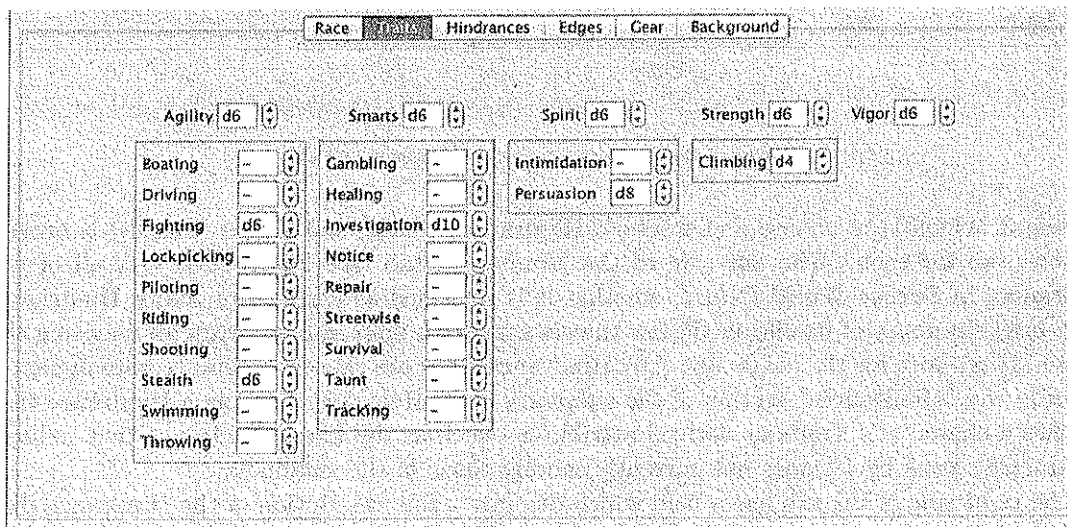 Race Traits Hindrances Edges Gear Background
Agility d6 Smarts d6 Spirit d6 Strength d6 Vigor d6
Boating - Gambling - Intimidation - Climbing d4
Driving - Healing - Persuasion d8
Fighting d6 Investigation d10
Lockpicking - Notice -
Piloting - Repair -
Riding - Streetwise -
Shooting - Survival -
Stealth d6 Taunt -
Swimming - Tracking -
Throwing -